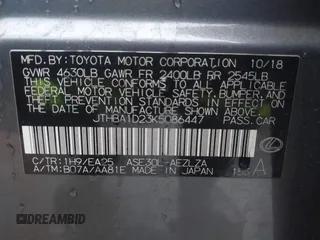 MFD.BY:TOYOTA MOTOR CORPORATION 10/18
GVWR 4630LB GAWR FR 2400LB RR 2545LB
THIS VEHICLE CONFORMS TO ALL APPLICABLE
FEDERAL MOTOR VEHICLE SAFETY, BUMPER, AND
THEFT PREVENTION STANDARDS IN EFFECT ON
THE DATE OF MANUFACTURE SHOWN ABOVE.
JTHBA1D23K5086447 PASS.CAR
C/TR:1H9/EA25 ASE30L-AEZLZA
A/TM:B07A/AA81E MADE IN JAPAN
A
DREAMBID